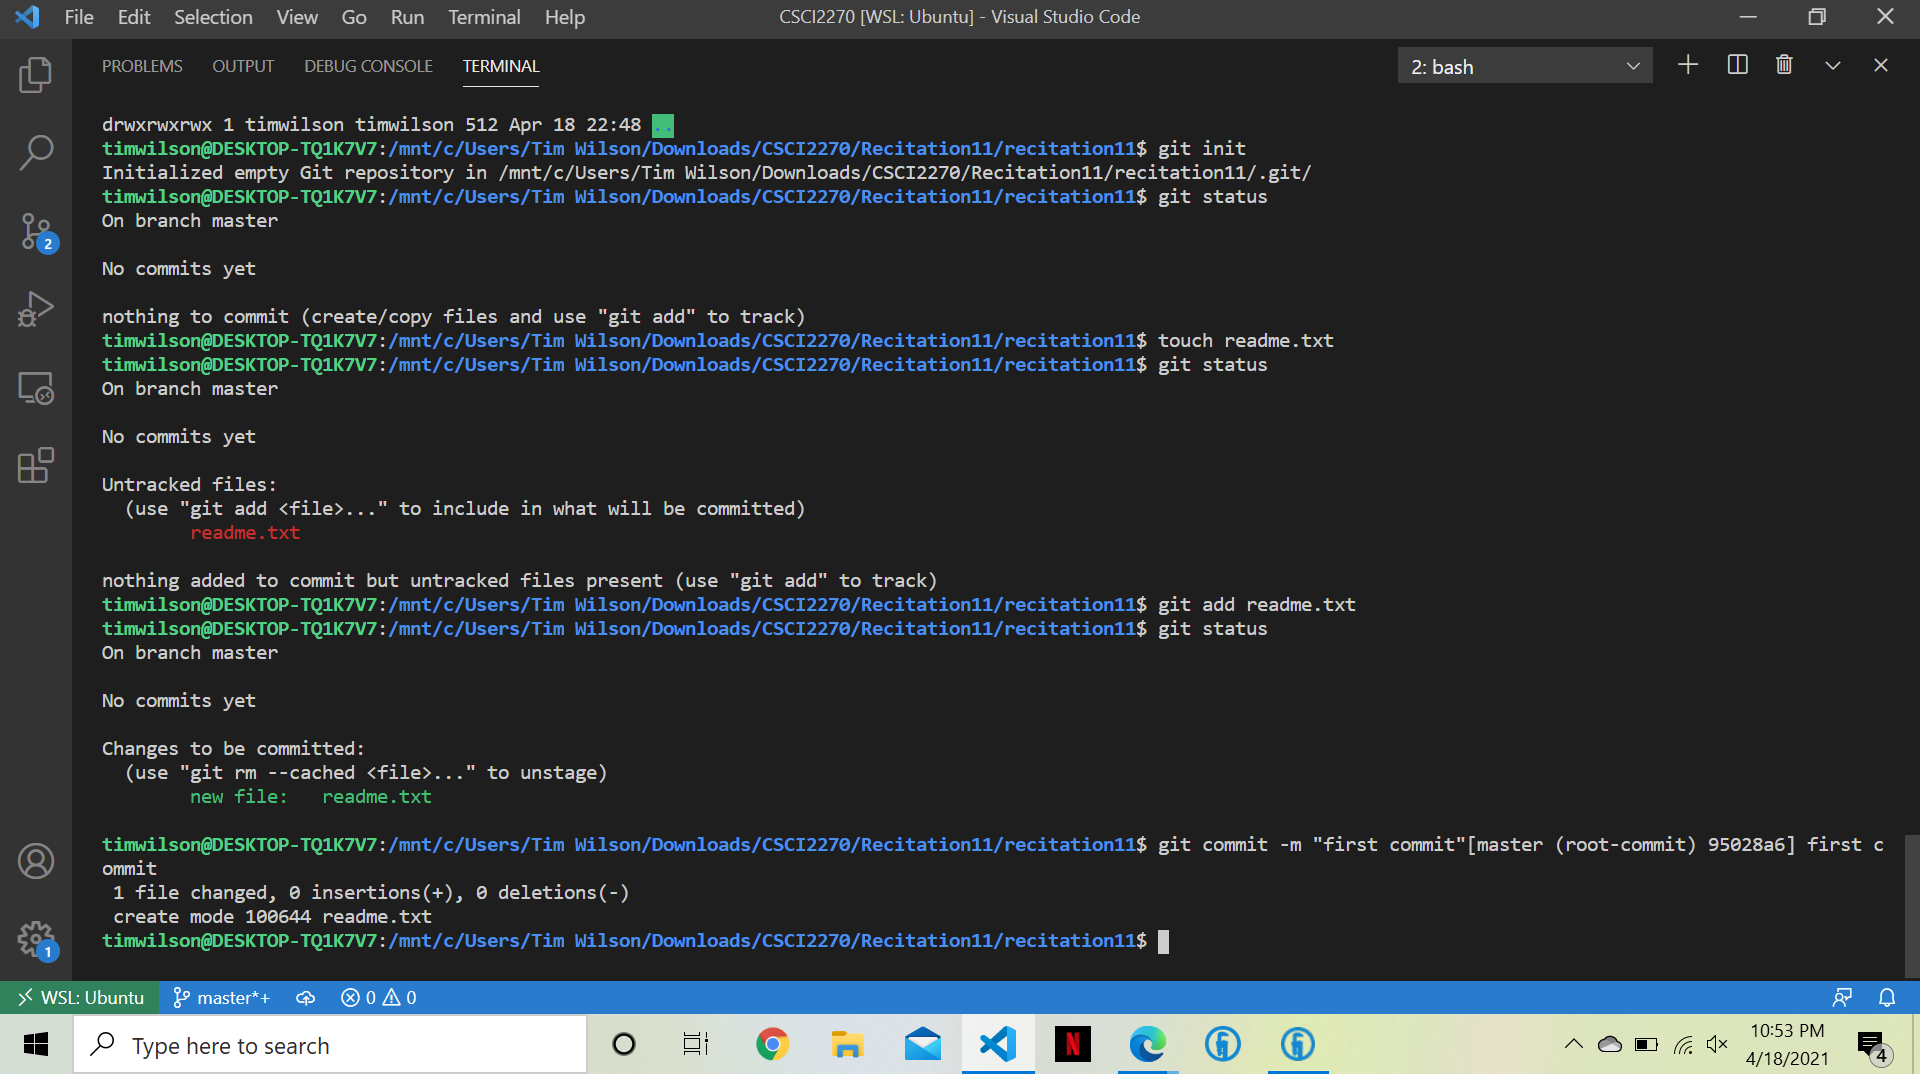 File Edit Selection View Go Run Terminal Help CSCI2270 [WSL: Ubuntu] - Visual Studio Code
PROBLEMS OUTPUT DEBUG CONSOLE TERMINAL 2: bash
drwxrwxrwx 1 timwilson timwilson 512 Apr 18 22:48 ..
timwilson@DESKTOP-TQ1K7V7:/mnt/c/Users/Tim Wilson/Downloads/CSCI2270/Recitation11/recitation11$ git init
Initialized empty Git repository in /mnt/c/Users/Tim Wilson/Downloads/CSCI2270/Recitation11/recitation11/.git/
timwilson@DESKTOP-TQ1K7V7:/mnt/c/Users/Tim Wilson/Downloads/CSCI2270/Recitation11/recitation11$ git status
On branch master
No commits yet
nothing to commit (create/copy files and use "git add" to track)
timwilson@DESKTOP-TQ1K7V7:/mnt/c/Users/Tim Wilson/Downloads/CSCI2270/Recitation11/recitation11$ touch readme.txt
timwilson@DESKTOP-TQ1K7V7:/mnt/c/Users/Tim Wilson/Downloads/CSCI2270/Recitation11/recitation11$ git status
On branch master
No commits yet
Untracked files:
(use "git add <file>..." to include in what will be committed)
readme.txt
nothing added to commit but untracked files present (use "git add" to track)
timwilson@DESKTOP-TQ1K7V7:/mnt/c/Users/Tim Wilson/Downloads/CSCI2270/Recitation11/recitation11$ git add readme.txt
timwilson@DESKTOP-TQ1K7V7:/mnt/c/Users/Tim Wilson/Downloads/CSCI2270/Recitation11/recitation11$ git status
On branch master
No commits yet
Changes to be committed:
(use "git rm --cached <file>..." to unstage)
new file: readme.txt
timwilson@DESKTOP-TQ1K7V7:/mnt/c/Users/Tim Wilson/Downloads/CSCI2270/Recitation11/recitation11$ git commit -m "first commit"[master (root-commit) 95028a6] first c
ommit
1 file changed, 0 insertions(+), 0 deletions(-)
create mode 100644 readme.txt
timwilson@DESKTOP-TQ1K7V7:/mnt/c/Users/Tim Wilson/Downloads/CSCI2270/Recitation11/recitation11$
2
1
WSL: Ubuntu master*+ 0 0
Type here to search
N
10:53 PM
4/18/2021
4